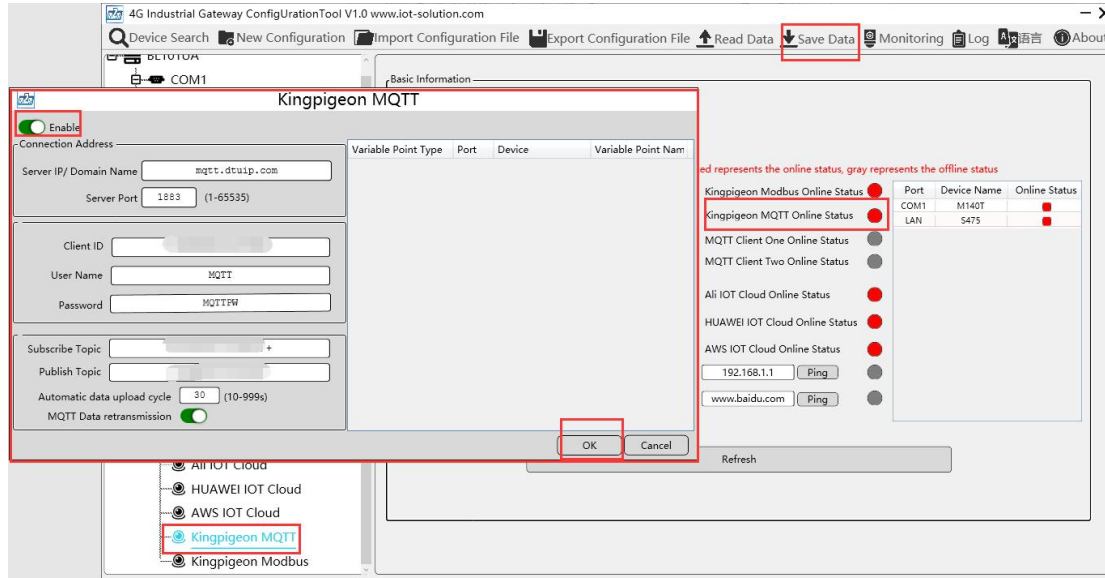 4G Industrial Gateway ConfigUrationTool V1.0 www.iot-solution.com
Device Search New Configuration Import Configuration File Export Configuration File Read Data Save Data Monitoring Log 语言 About
BL101UA
COM1
Basic Information
Kingpigeon MQTT
Enable
Connection Address
Server IP/ Domain Name mqtt.dtuip.com
Server Port 1883 (1-65535)
Client ID
User Name MQTT
Password MQTTPW
Subscribe Topic +
Publish Topic
Automatic data upload cycle 30 (10-999s)
MQTT Data retransmission
Variable Point Type Port Device Variable Point Nam
OK Cancel
ed represents the online status, gray represents the offline status
Kingpigeon Modbus Online Status
Kingpigeon MQTT Online Status
MQTT Client One Online Status
MQTT Client Two Online Status
Ali IOT Cloud Online Status
HUAWEI IOT Cloud Online Status
AWS IOT Cloud Online Status
192.168.1.1 Ping
www.baidu.com Ping
Port Device Name Online Status
COM1 M140T
LAN S475
Refresh
Ali IOT Cloud
HUAWEI IOT Cloud
AWS IOT Cloud
Kingpigeon MQTT
Kingpigeon Modbus